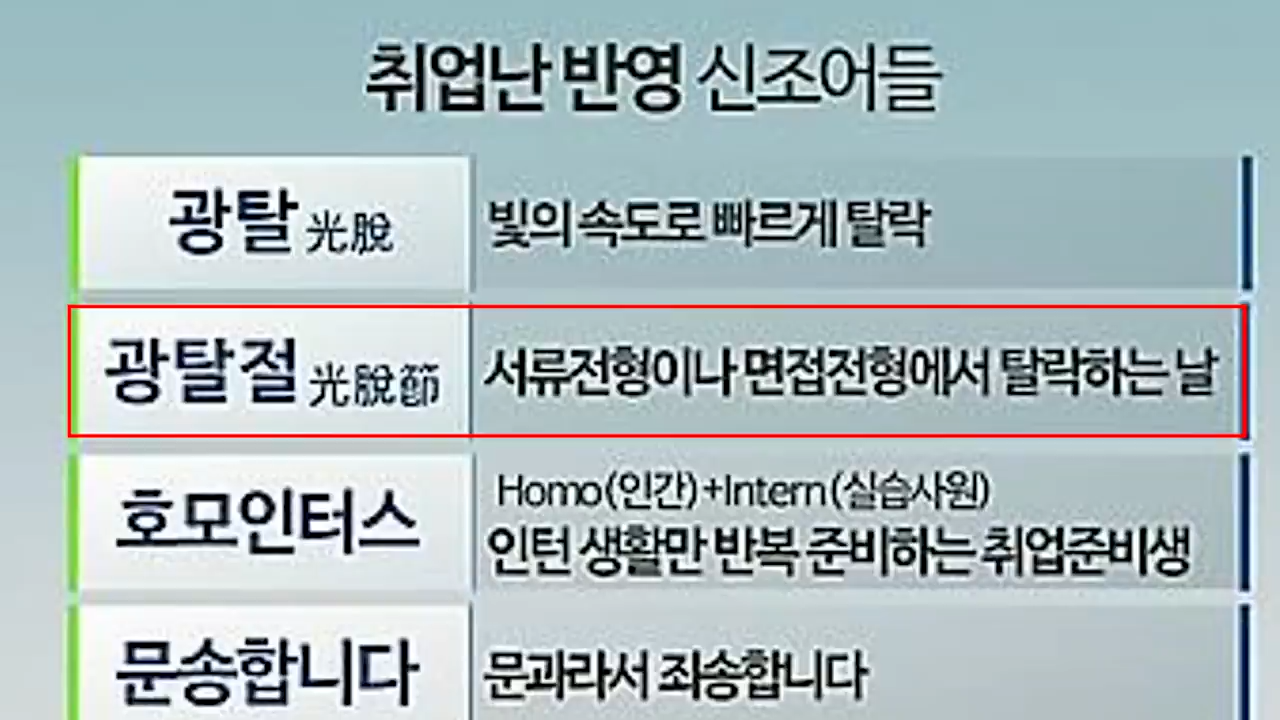 취업난 반영 신조어들
광탈 光脫 빛의 속도로 빠르게 탈락
광탈절 光脫節 서류전형이나 면접전형에서 탈락하는 날
호모인터스 Homo(인간)+Intern(실습사원)
인턴 생활만 반복 준비하는 취업준비생
문송합니다 문과라서 죄송합니다